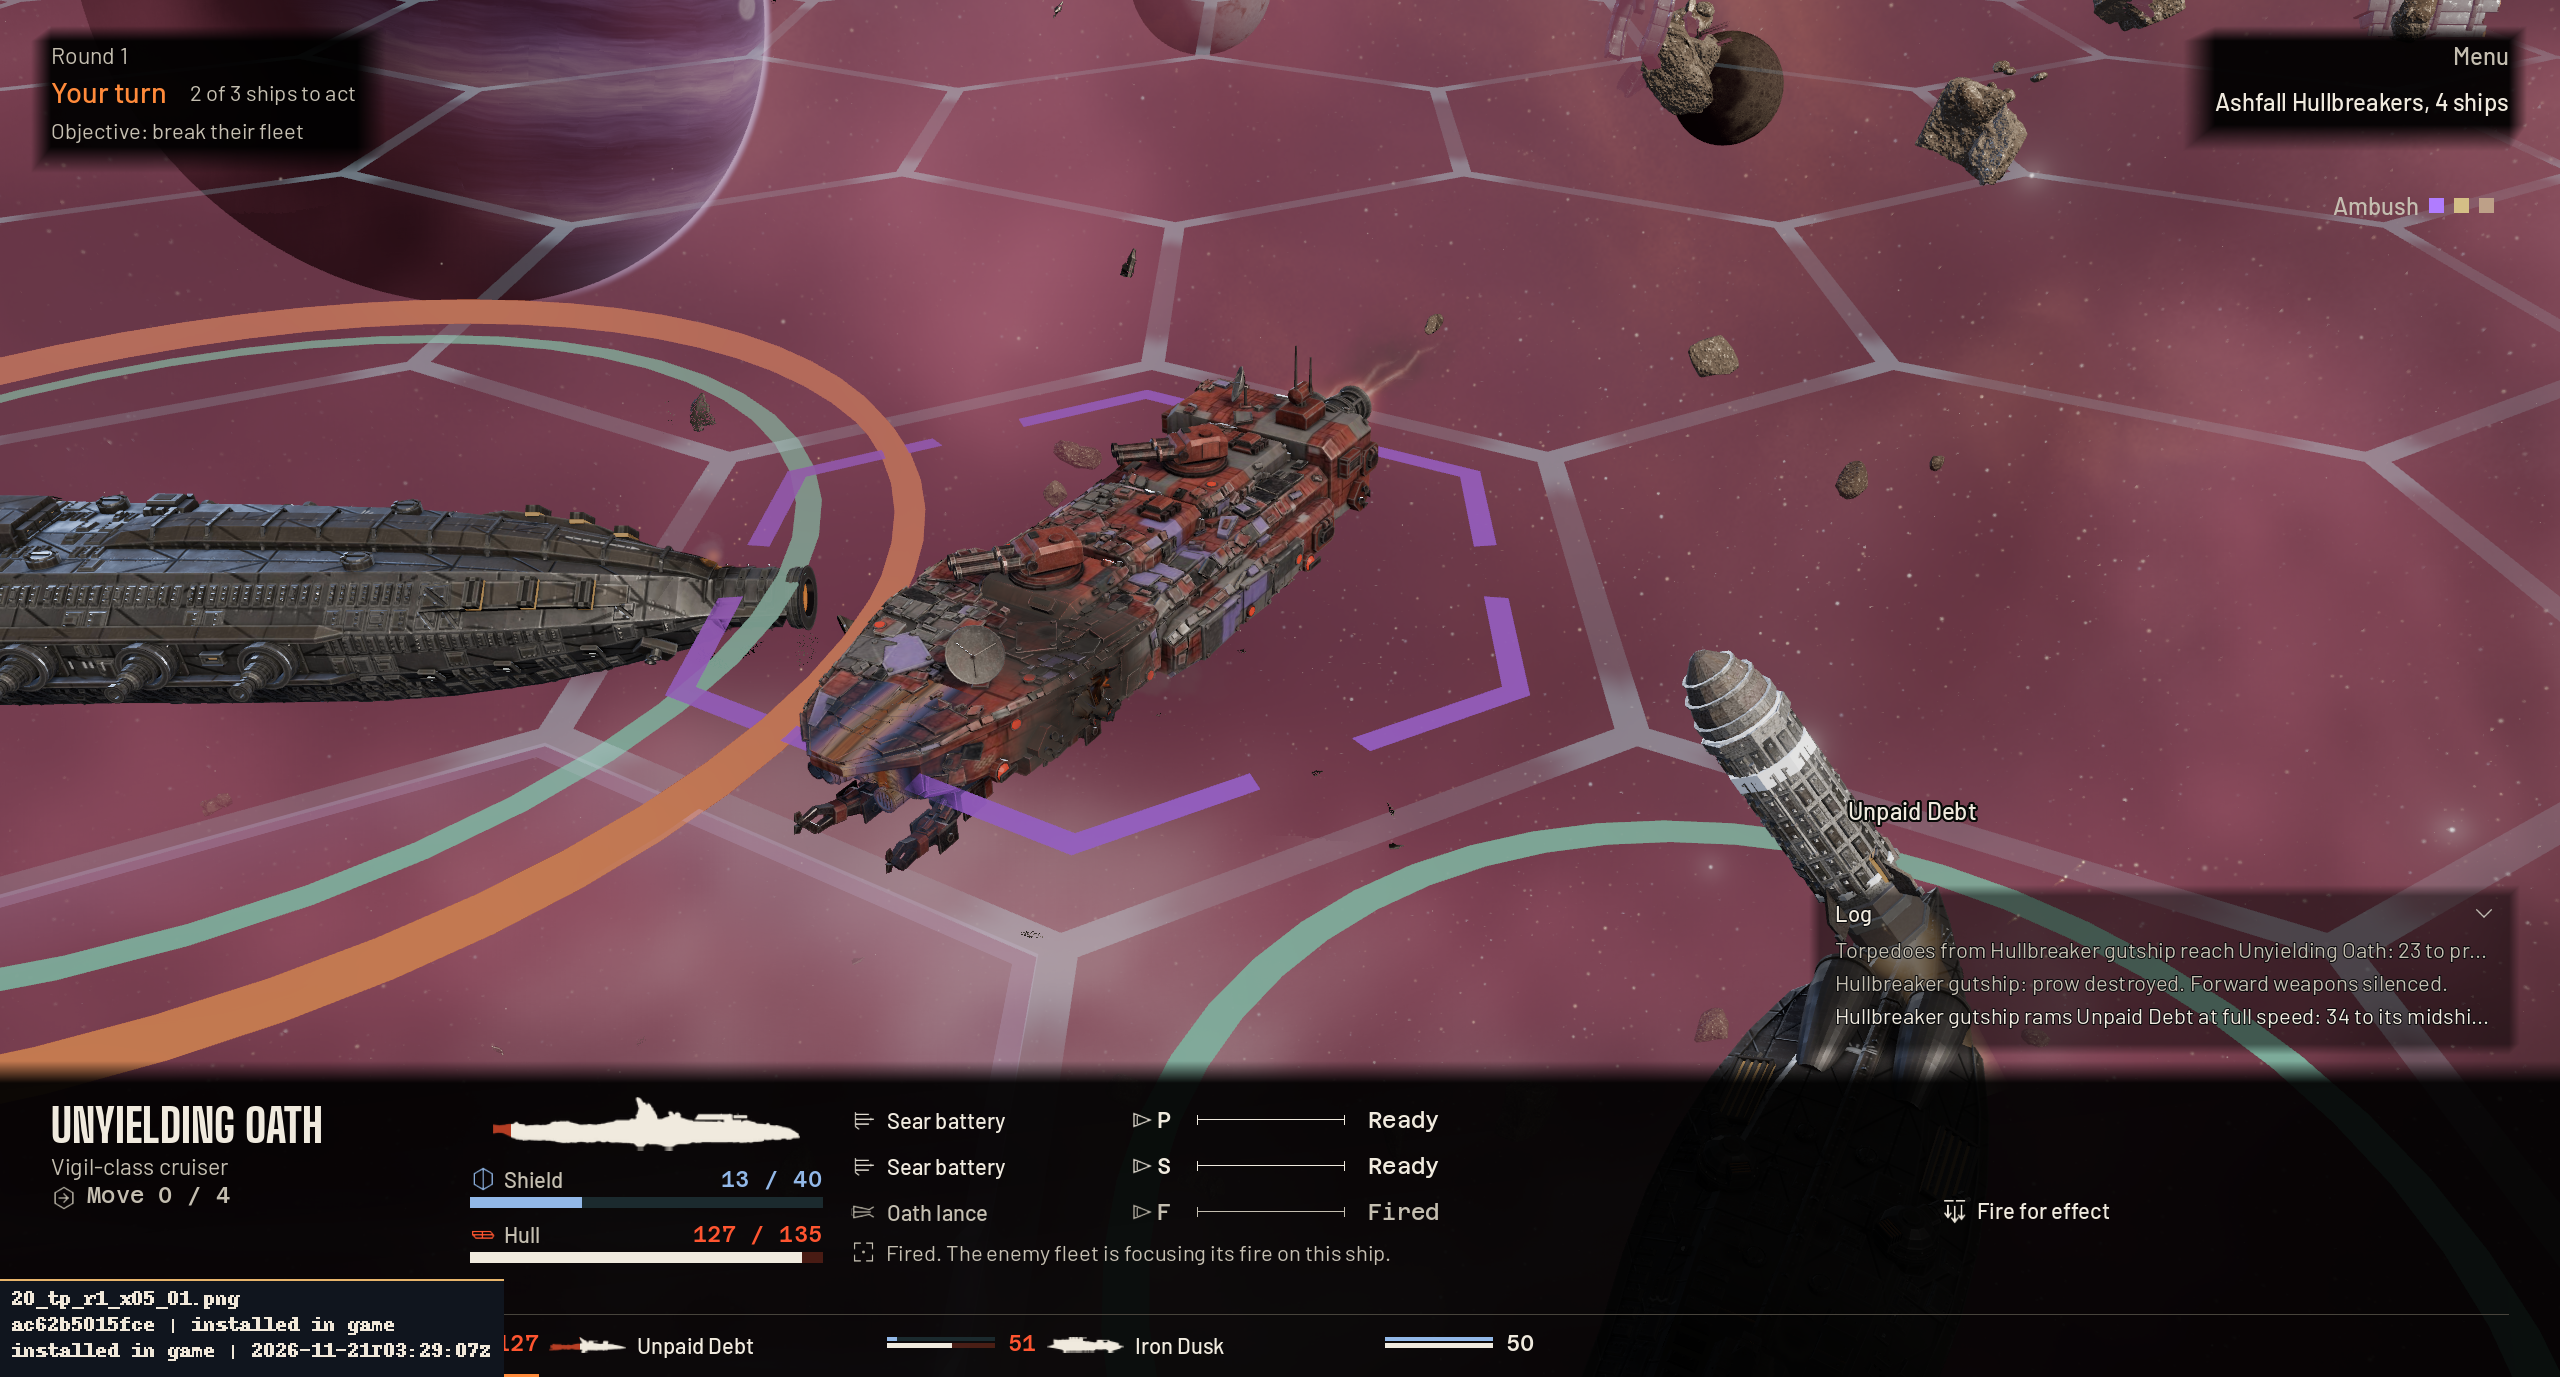 Round 1
Your turn 2 of 3 ships to act
Objective: break their fleet
Menu
Ashfall Hullbreakers, 4 ships
Ambush
Unpaid Debt
Log
Torpedoes from Hullbreaker gutship reach Unyielding Oath: 23 to pr...
Hullbreaker gutship: prow destroyed. Forward weapons silenced.
Hullbreaker gutship rams Unpaid Debt at full speed: 34 to its midshi...
UNYIELDING OATH
Vigil-class cruiser
Move 0 / 4
Shield 13 / 40
Hull 127 / 135
Sear battery P Ready
Sear battery S Ready
Oath lance F Fired
Fired. The enemy fleet is focusing its fire on this ship.
Fire for effect
20_tp_r1_x05_01.png
ac62b5015fce | installed in game
installed in game | 2026-11-21T03:29:07Z
127 Unpaid Debt 51 Iron Dusk 50